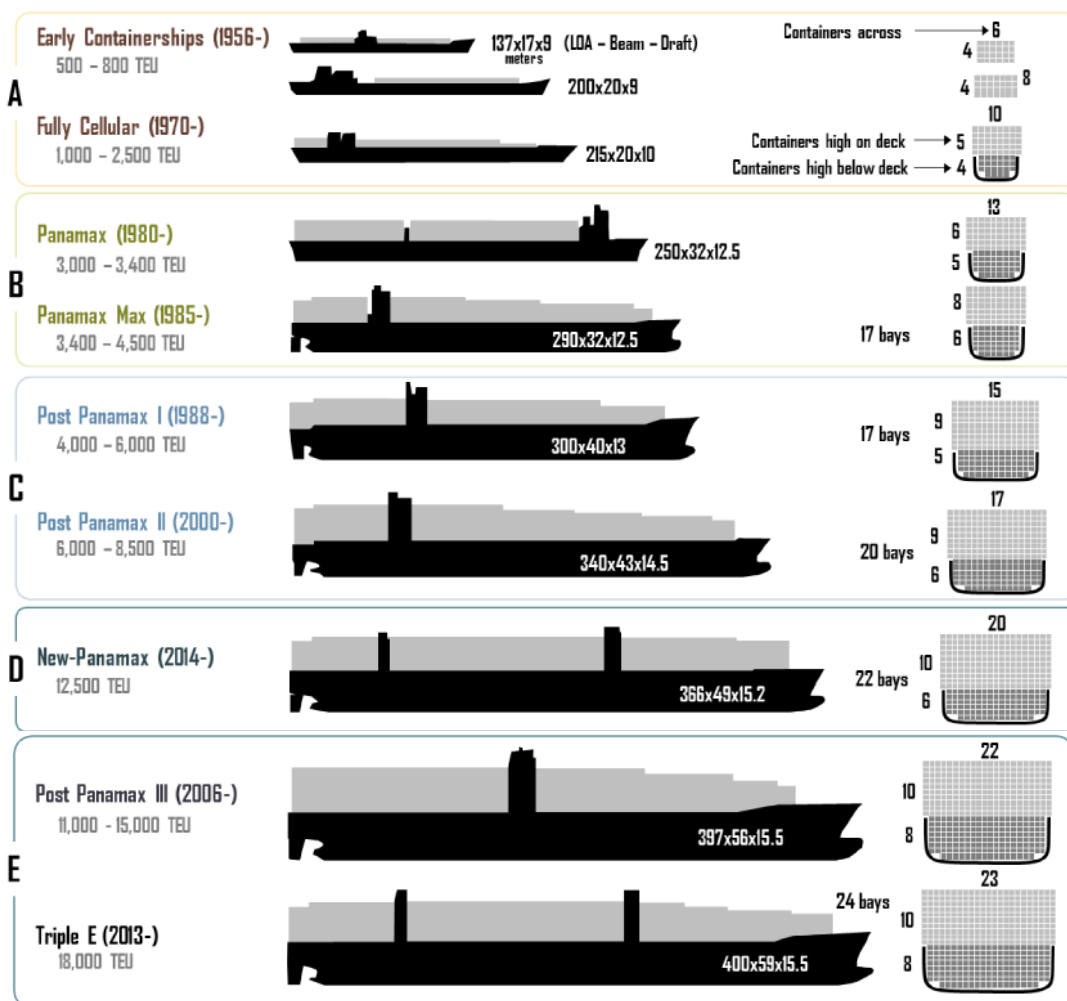 A
Early Containerships (1956-)
500 – 800 TEU
137x17x9 (LOA – Beam – Draft)
meters
Containers across
6
4
200x20x9
4
8
Fully Cellular (1970-)
1,000 – 2,500 TEU
215x20x10
10
Containers high on deck
5
Containers high below deck
4
B
Panamax (1980-)
3,000 – 3,400 TEU
250x32x12.5
13
6
5
Panamax Max (1985-)
3,400 – 4,500 TEU
290x32x12.5
17 bays
8
6
C
Post Panamax I (1988-)
4,000 – 6,000 TEU
300x40x13
17 bays
15
9
5
Post Panamax II (2000-)
6,000 – 8,500 TEU
340x43x14.5
20 bays
17
9
6
D
New-Panamax (2014-)
12,500 TEU
366x49x15.2
22 bays
20
10
6
E
Post Panamax III (2006-)
11,000 - 15,000 TEU
397x56x15.5
22
10
8
Triple E (2013-)
18,000 TEU
400x59x15.5
24 bays
23
10
8